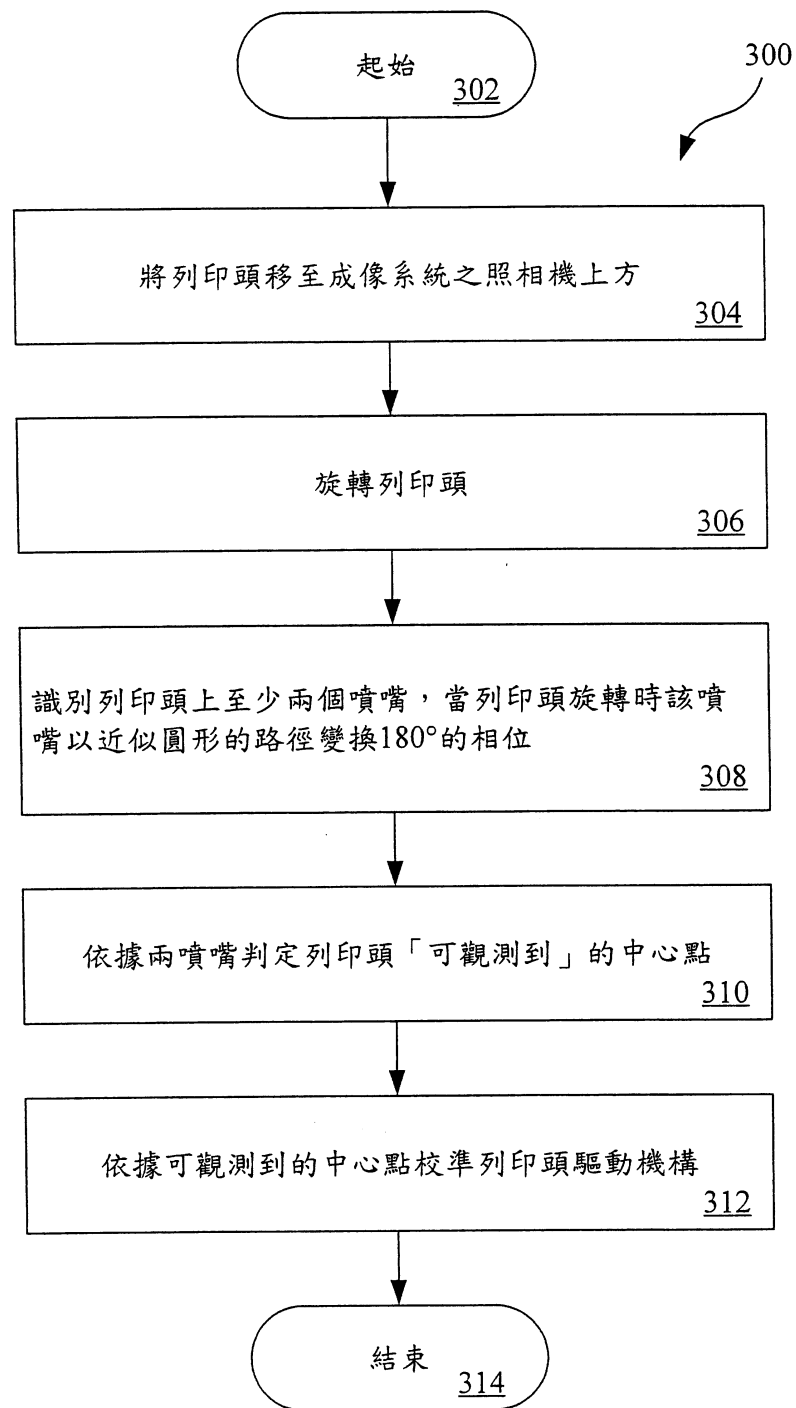 起始
302
300
將列印頭移至成像系統之照相機上方
304
旋轉列印頭
306
識別列印頭上至少兩個噴嘴，當列印頭旋轉時該噴
嘴以近似圓形的路徑變換180°的相位
308
依據兩噴嘴判定列印頭「可觀測到」的中心點
310
依據可觀測到的中心點校準列印頭驅動機構
312
結束
314